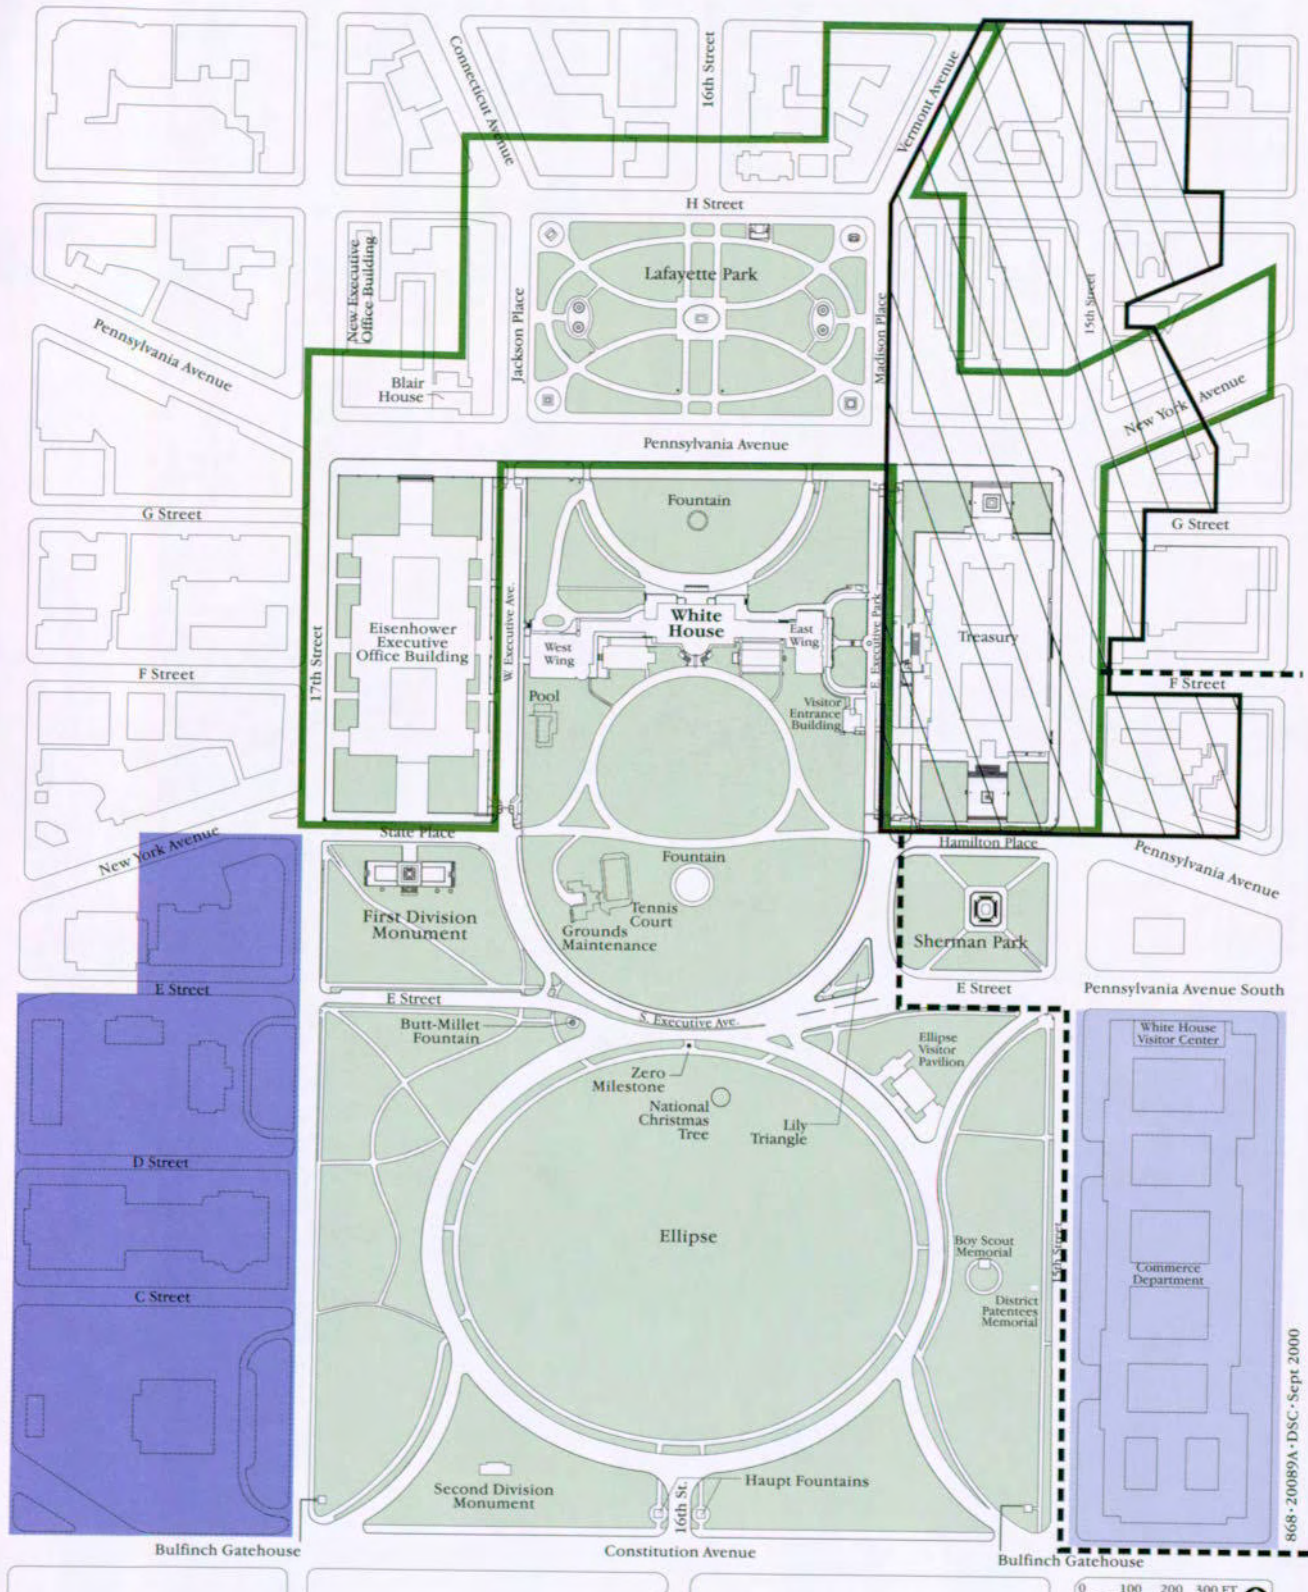 Connecticut Avenue
16th Street
Vermont Avenue
H Street
New Executive
Office Building
Lafayette Park
Jackson Place
Madison Place
15th Street
Pennsylvania Avenue
Blair
House
New York Avenue
Pennsylvania Avenue
G Street
Fountain
G Street
17th Street
Eisenhower
Executive
Office Building
W. Executive Ave.
White
House
West
Wing
East
Wing
E. Executive Park
Treasury
F Street
Pool
Visitor
Entrance
Building
F Street
New York Avenue
State Place
Fountain
Hamilton Place
Pennsylvania Avenue
First Division
Monument
Tennis
Court
Grounds
Maintenance
Sherman Park
E Street
E Street
E Street
Pennsylvania Avenue South
Butt-Millet
Fountain
S. Executive Ave.
Ellipse
Visitor
Pavilion
White House
Visitor Center
Zero
Milestone
National
Christmas
Tree
Lily
Triangle
D Street
Ellipse
Boy Scout
Memorial
15th Street
Commerce
Department
C Street
District
Patentees
Memorial
868·20089A·DSC·Sept 2000
Second Division
Monument
16th St.
Haupt Fountains
Bulfinch Gatehouse
Constitution Avenue
Bulfinch Gatehouse
0 100 200 300 FT